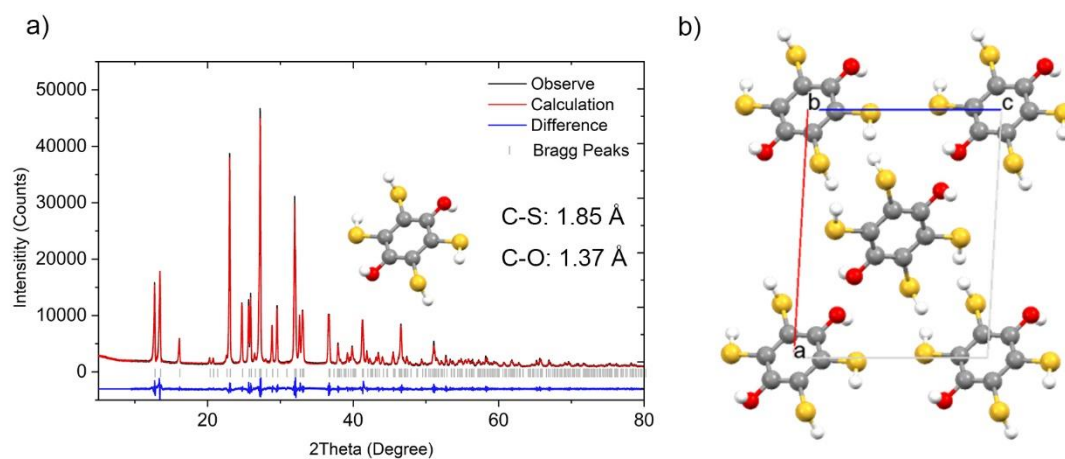 a)
50000
40000
30000
20000
10000
0
Intensitity (Counts)
20
40
60
80
2Theta (Degree)
Observe
Calculation
Difference
Bragg Peaks
C-S: 1.85 Å
C-O: 1.37 Å
b)
b
c
a